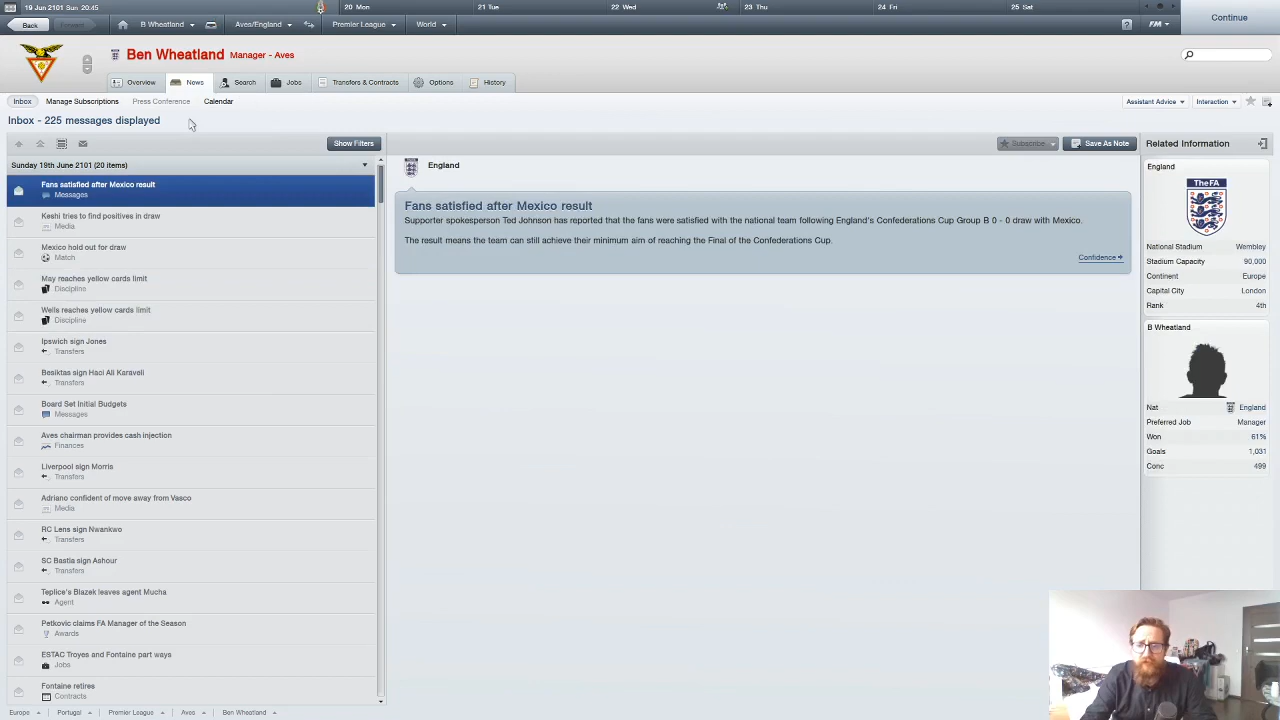 19 Jun 2101 Sun 20:45
20 Mon
21 Tue
22 Wed
23 Thu
24 Fri
25 Sat
Back
Forward
B Wheatland
Aves/England
Premier League
World
FM
Continue
Ben Wheatland Manager - Aves
Overview
News
Search
Jobs
Transfers & Contracts
Options
History
Inbox
Manage Subscriptions
Press Conference
Calendar
Assistant Advice
Interaction
Inbox - 225 messages displayed
Show Filters
Subscribe
Save As Note
Related Information
Sunday 19th June 2101 (20 items)
Fans satisfied after Mexico result
Messages
Keshi tries to find positives in draw
Media
Mexico hold out for draw
Match
May reaches yellow cards limit
Discipline
Wells reaches yellow cards limit
Discipline
Ipswich sign Jones
Transfers
Besiktas sign Haci Ali Karaveli
Transfers
Board Set Initial Budgets
Messages
Aves chairman provides cash injection
Finances
Liverpool sign Morris
Transfers
Adriano confident of move away from Vasco
Media
RC Lens sign Nwankwo
Transfers
SC Bastia sign Ashour
Transfers
Teplice's Blazek leaves agent Mucha
Agent
Petkovic claims FA Manager of the Season
Awards
ESTAC Troyes and Fontaine part ways
Jobs
Fontaine retires
Contracts
England
Fans satisfied after Mexico result
Supporter spokesperson Ted Johnson has reported that the fans were satisfied with the national team following England's Confederations Cup Group B 0 - 0 draw with Mexico.
The result means the team can still achieve their minimum aim of reaching the Final of the Confederations Cup.
Confidence
England
TheFA
National Stadium Wembley
Stadium Capacity 90,000
Continent Europe
Capital City London
Rank 4th
B Wheatland
Nat England
Preferred Job Manager
Won 61%
Goals 1,031
Conc 499
Europe
Portugal
Premier League
Aves
Ben Wheatland